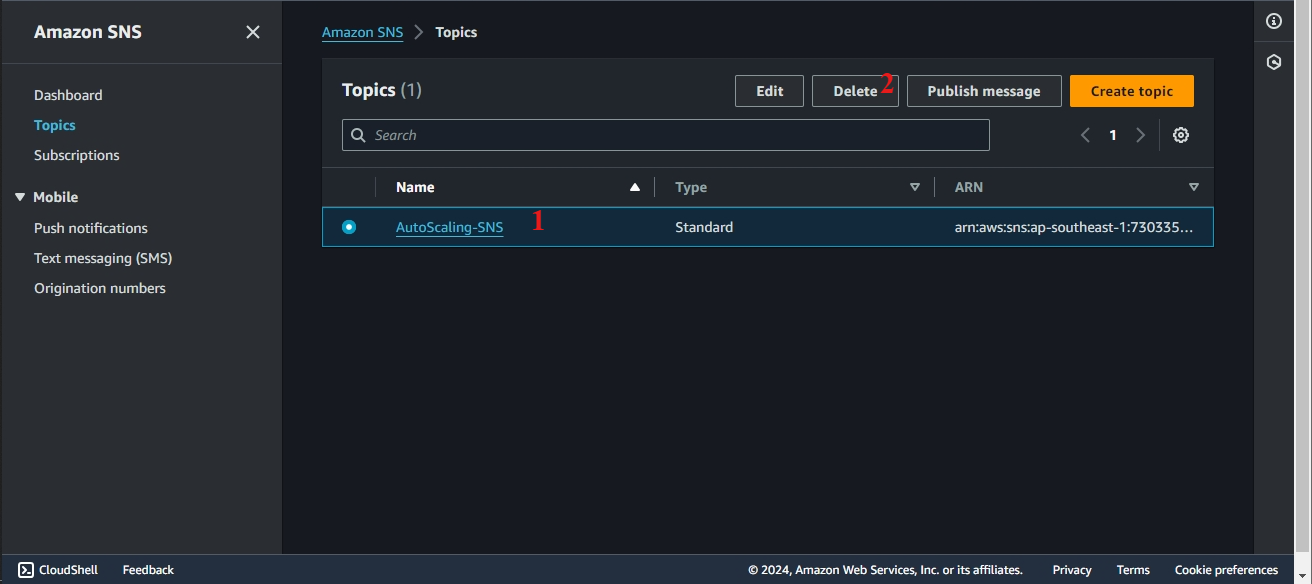 Amazon SNS
Dashboard
Topics
Subscriptions
Mobile
Push notifications
Text messaging (SMS)
Origination numbers
Amazon SNS > Topics
Topics (1)
Edit
Delete
2
Publish message
Create topic
Search
1
Name
Type
ARN
AutoScaling-SNS
1
Standard
arn:aws:sns:ap-southeast-1:730335...
CloudShell
Feedback
© 2024, Amazon Web Services, Inc. or its affiliates.
Privacy
Terms
Cookie preferences